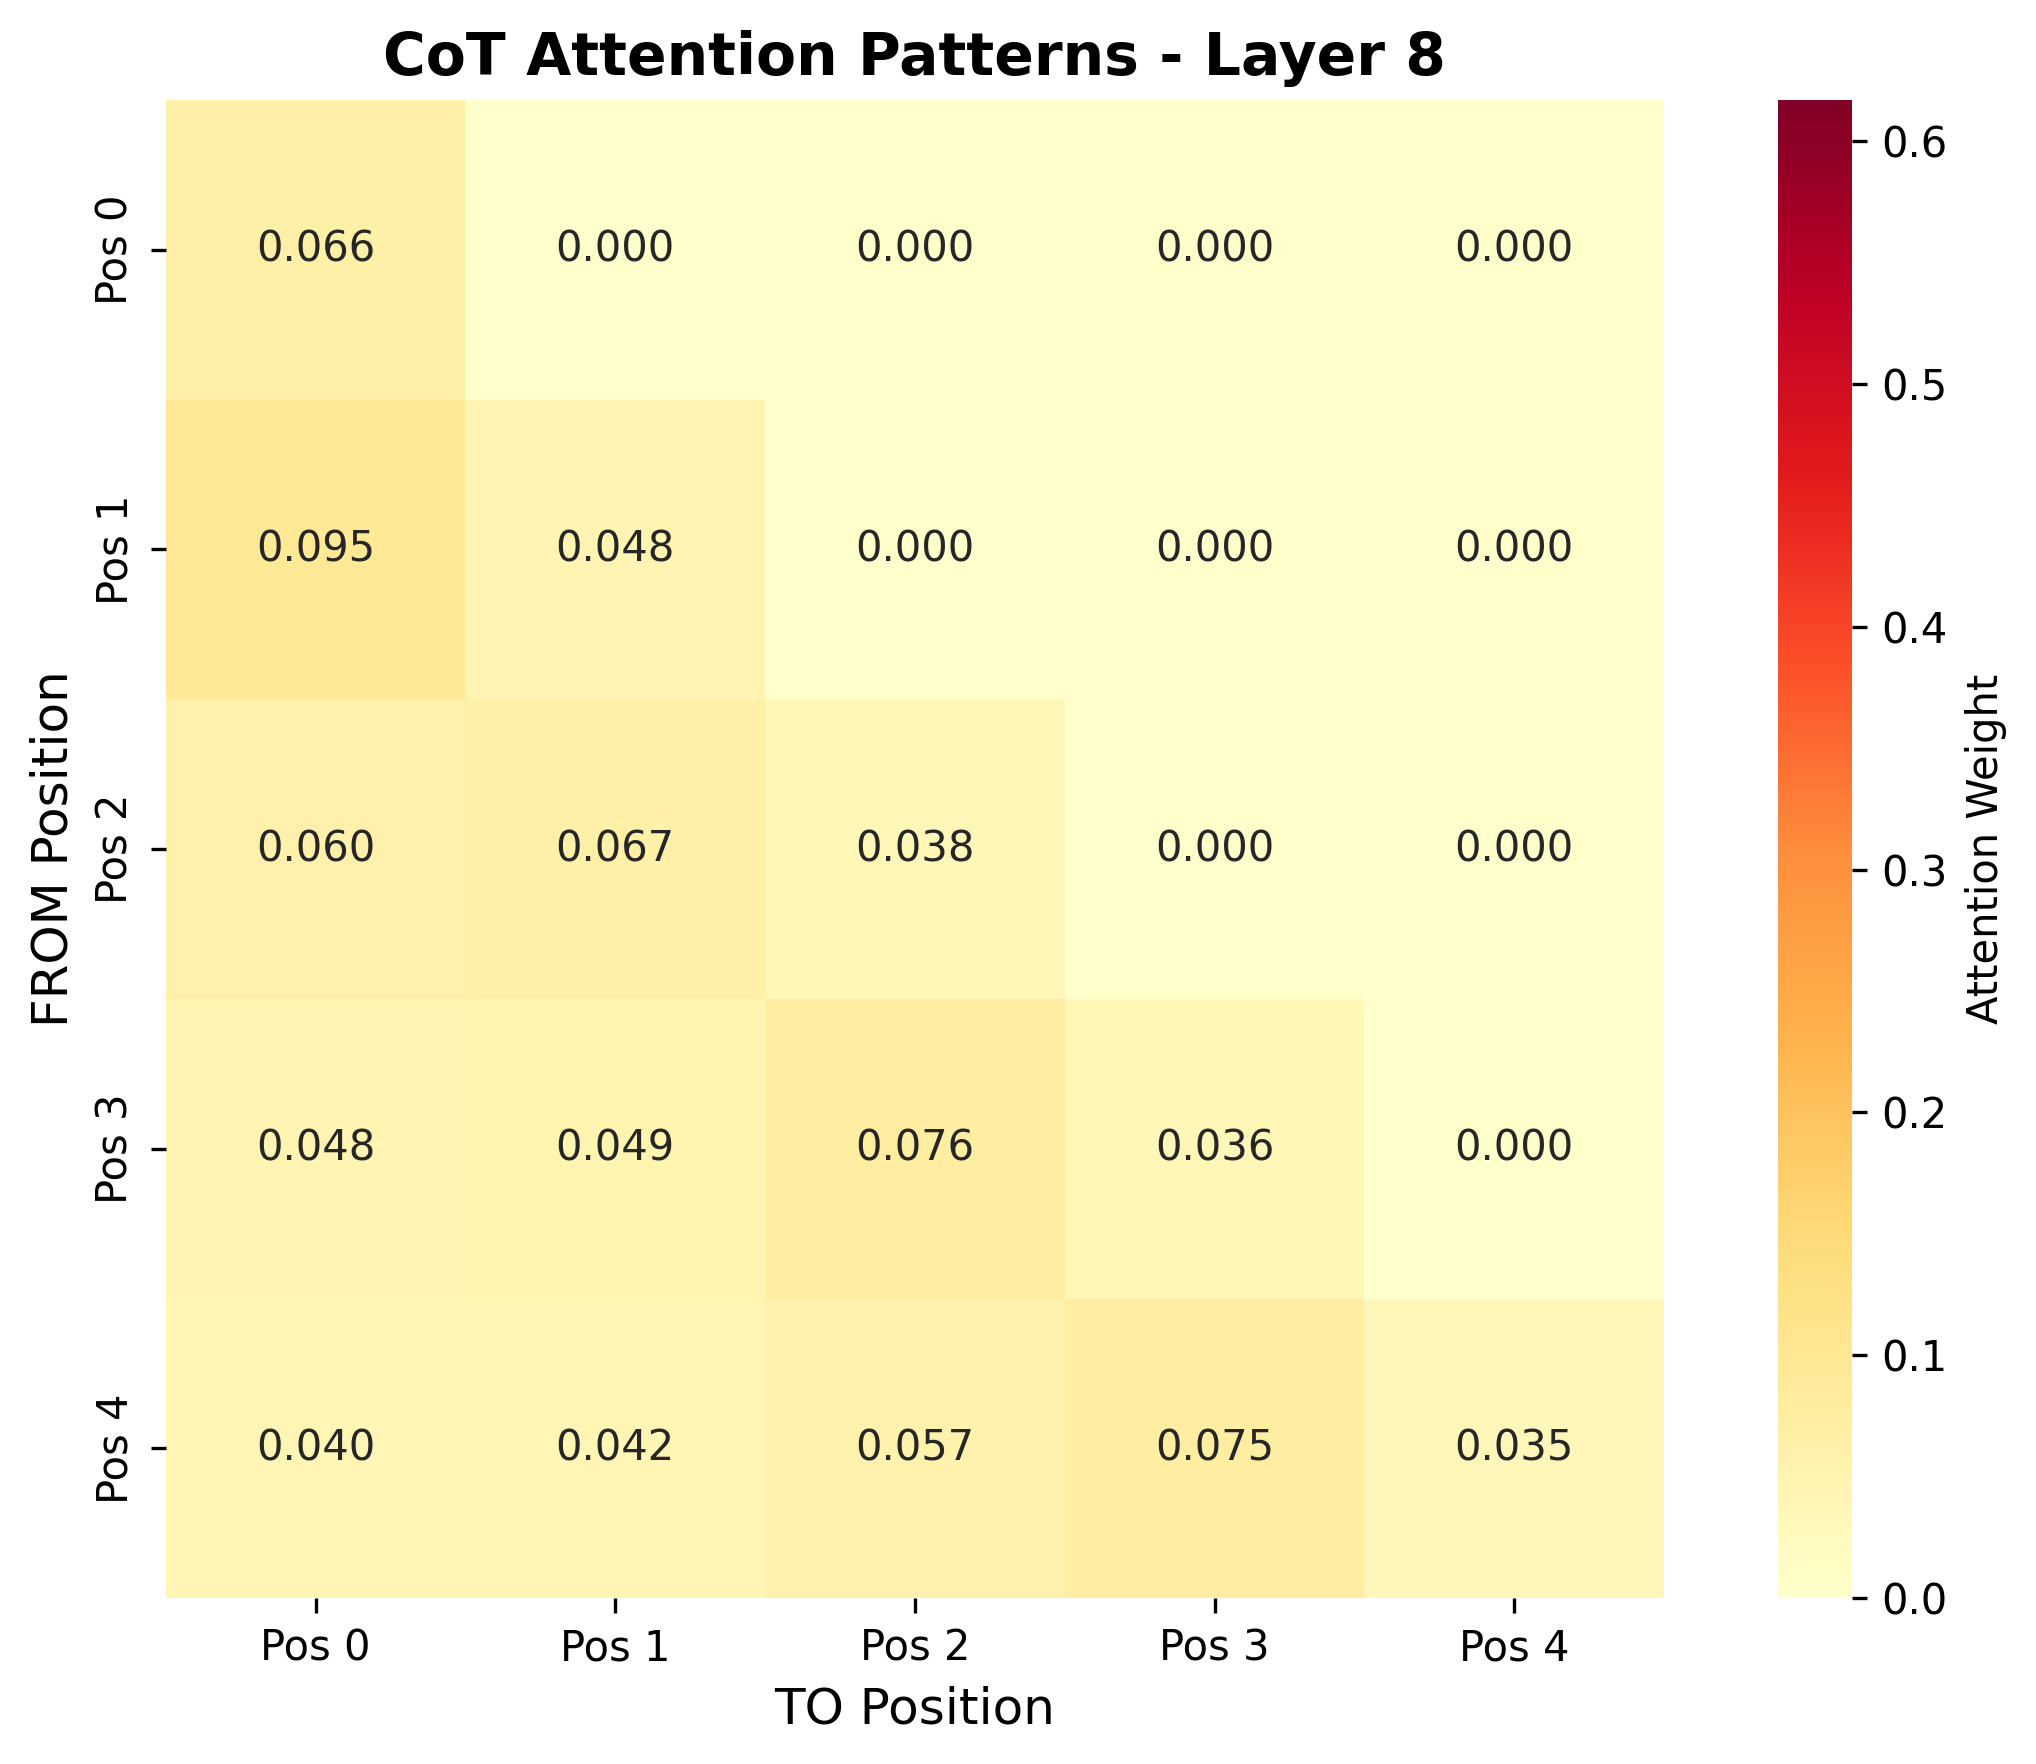 CoT Attention Patterns - Layer 8
Pos 0
0.066 0.000 0.000 0.000 0.000
Pos 1
0.095 0.048 0.000 0.000 0.000
Pos 2
0.060 0.067 0.038 0.000 0.000
Pos 3
0.048 0.049 0.076 0.036 0.000
Pos 4
0.040 0.042 0.057 0.075 0.035
FROM Position
Pos 0 Pos 1 Pos 2 Pos 3 Pos 4
TO Position
0.6
0.5
0.4
0.3
0.2
0.1
0.0
Attention Weight